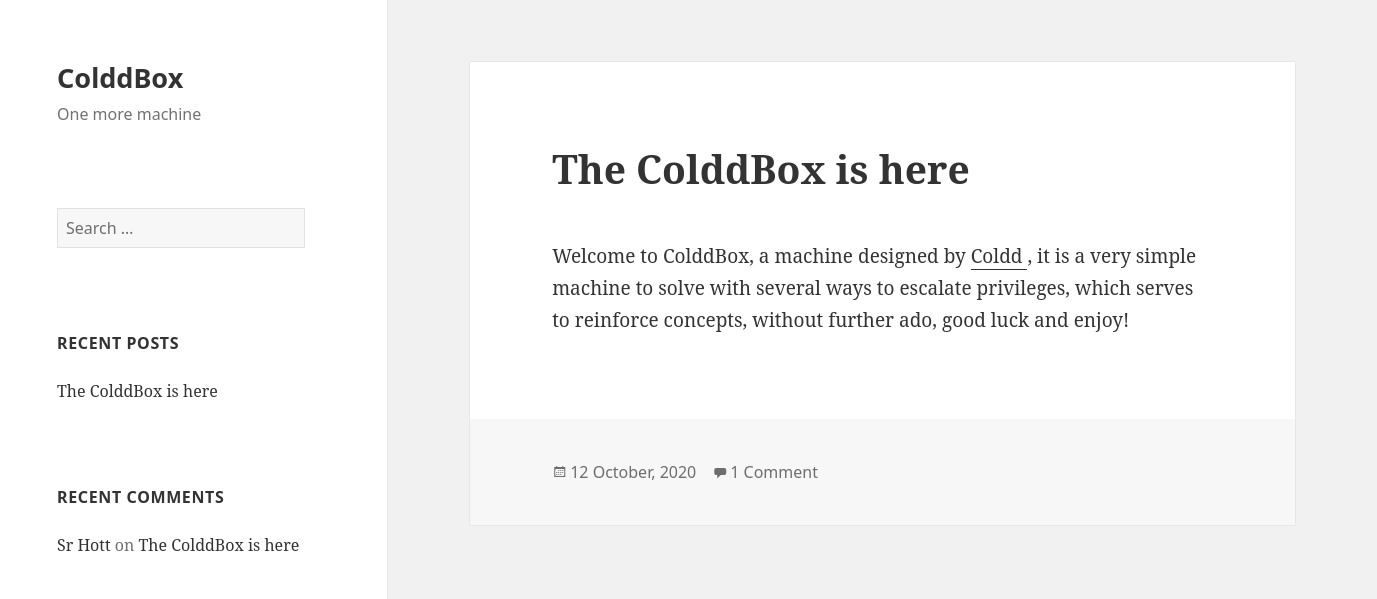 ColddBox
One more machine
Search ...
RECENT POSTS
The ColddBox is here
RECENT COMMENTS
Sr Hott on The ColddBox is here
The ColddBox is here
Welcome to ColddBox, a machine designed by Coldd , it is a very simple
machine to solve with several ways to escalate privileges, which serves
to reinforce concepts, without further ado, good luck and enjoy!
12 October, 2020 1 Comment